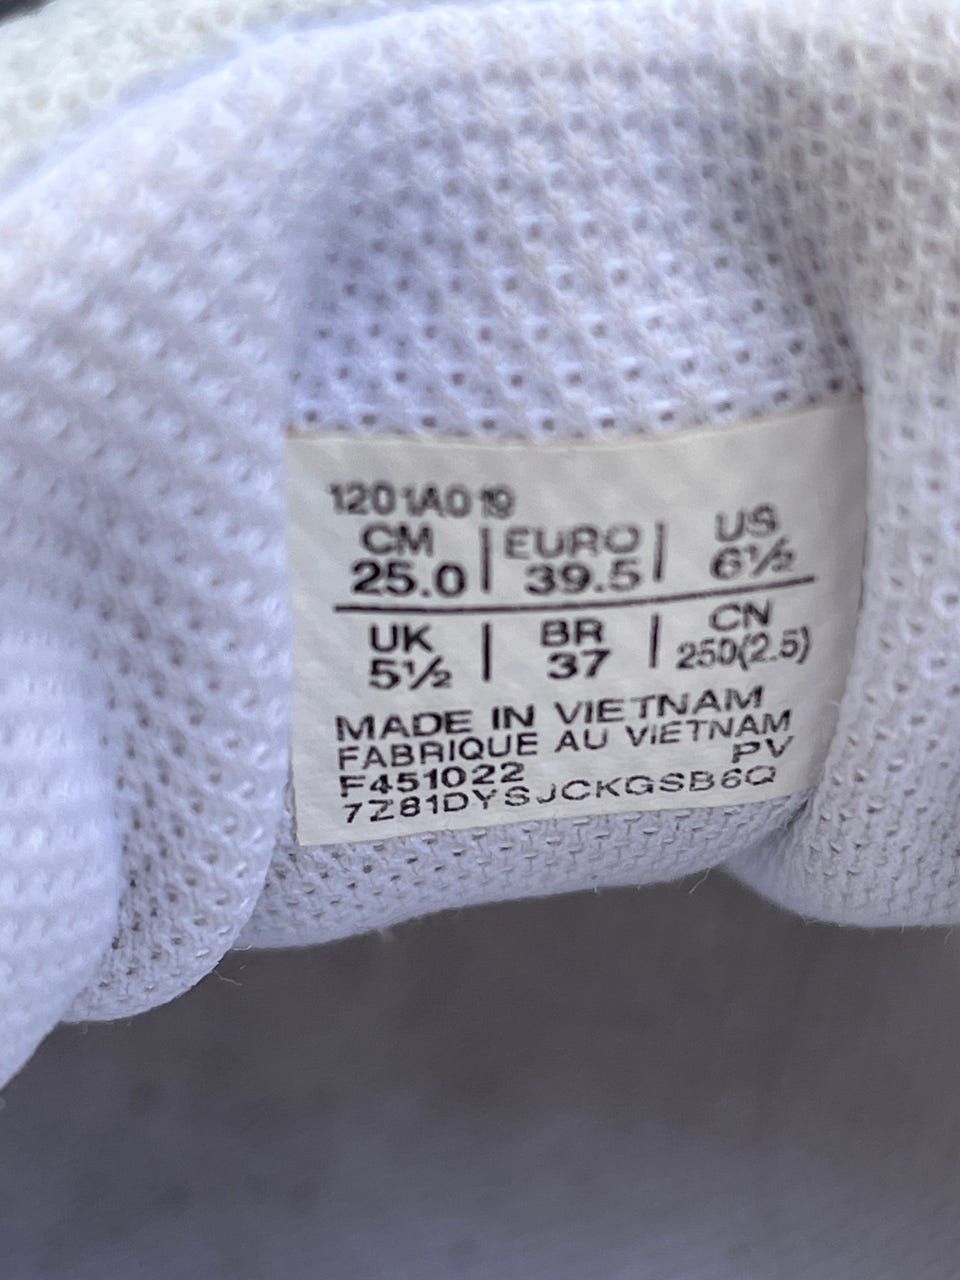 1201A019
CM | EURO | US
25.0 | 39.5 | 6½
UK | BR | CN
5½ | 37 | 250(2.5)
MADE IN VIETNAM
FABRIQUE AU VIETNAM
F451022 PV
7Z81DYSJCKGSB6Q